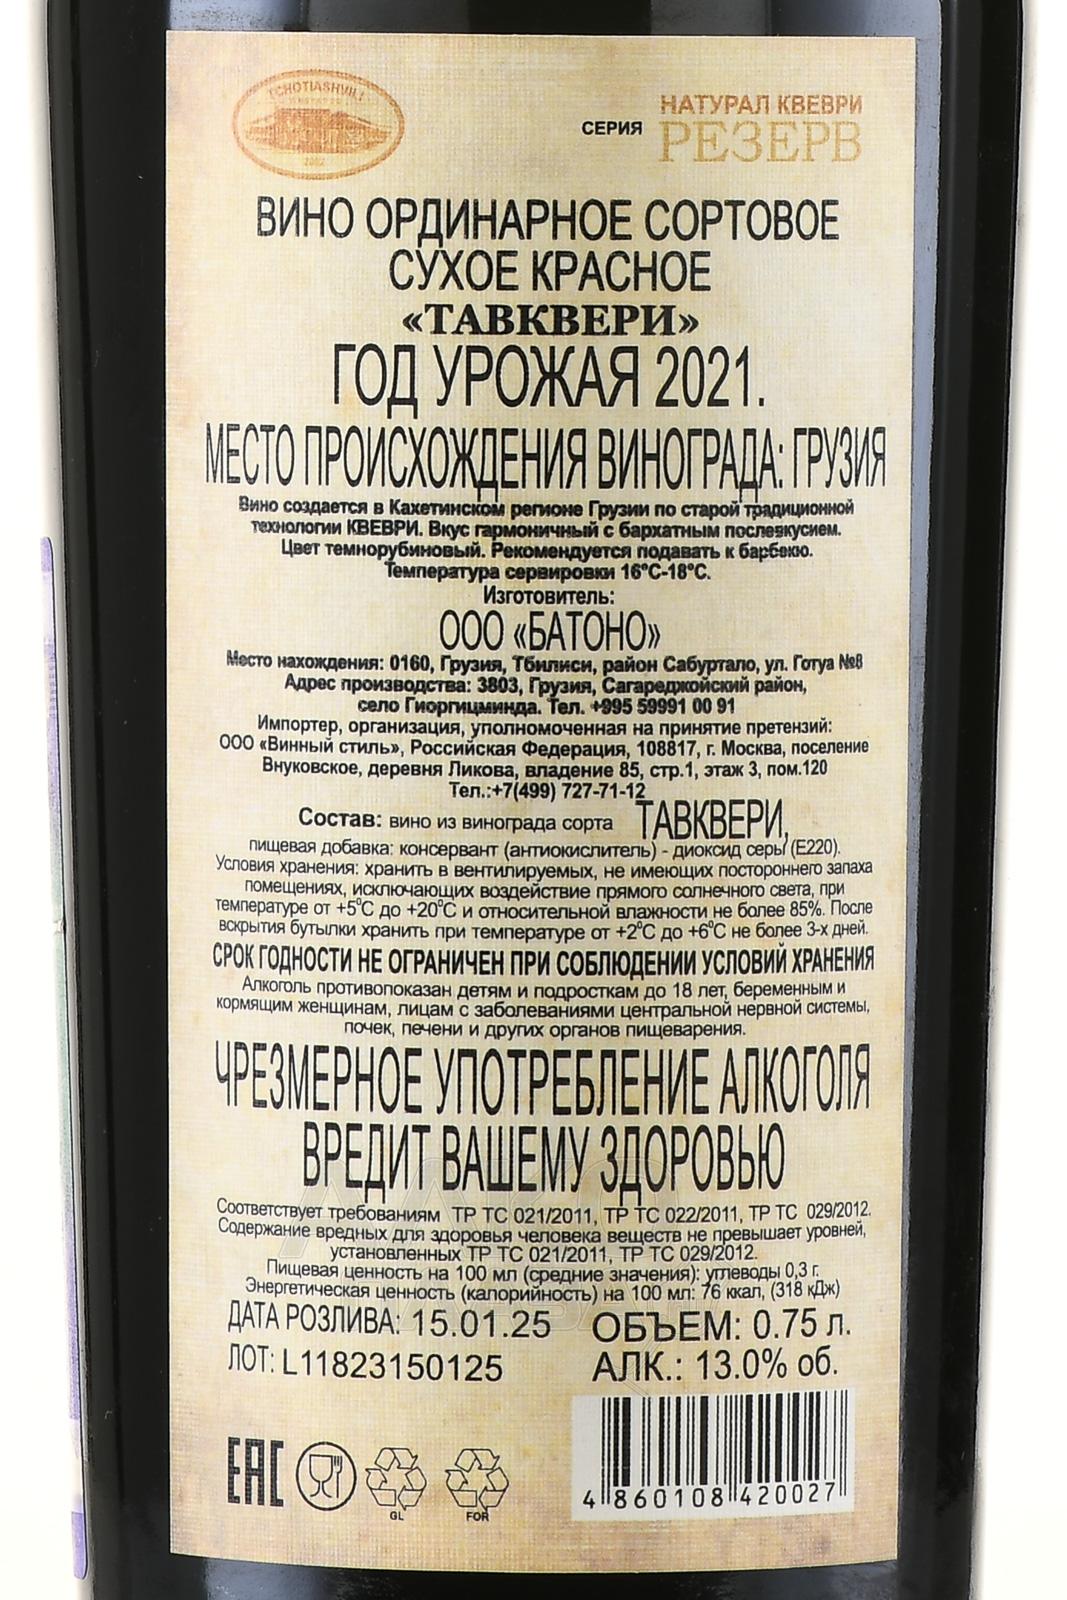 TCHOTIASHVILI
2002
НАТУРАЛ КВЕВРИ
СЕРИЯ РЕЗЕРВ
ВИНО ОРДИНАРНОЕ СОРТОВОЕ
СУХОЕ КРАСНОЕ
«ТАВКВЕРИ»
ГОД УРОЖАЯ 2021.
МЕСТО ПРОИСХОЖДЕНИЯ ВИНОГРАДА: ГРУЗИЯ
Вино создается в Кахетинском регионе Грузии по старой традиционной
технологии КВЕВРИ. Вкус гармоничный с бархатным послевкусием.
Цвет темнорубиновый. Рекомендуется подавать к барбекю.
Температура сервировки 16°С-18°С.
Изготовитель:
ООО «БАТОНО»
Место нахождения: 0160, Грузия, Тбилиси, район Сабуртало, ул. Готуа №8
Адрес производства: 3803, Грузия, Сагареджойский район,
село Гиоргицминда. Тел. +995 59991 00 91
Импортер, организация, уполномоченная на принятие претензий:
ООО «Винный стиль», Российская Федерация, 108817, г. Москва, поселение
Внуковское, деревня Ликова, владение 85, стр.1, этаж 3, пом.120
Тел.:+7(499) 727-71-12
Состав: вино из винограда сорта ТАВКВЕРИ,
пищевая добавка: консервант (антиокислитель) - диоксид серы (Е220).
Условия хранения: хранить в вентилируемых, не имеющих постороннего запаха
помещениях, исключающих воздействие прямого солнечного света, при
температуре от +5°С до +20°С и относительной влажности не более 85%. После
вскрытия бутылки хранить при температуре от +2°С до +6°С не более 3-х дней.
СРОК ГОДНОСТИ НЕ ОГРАНИЧЕН ПРИ СОБЛЮДЕНИИ УСЛОВИЙ ХРАНЕНИЯ
Алкоголь противопоказан детям и подросткам до 18 лет, беременным и
кормящим женщинам, лицам с заболеваниями центральной нервной системы,
почек, печени и других органов пищеварения.
ЧРЕЗМЕРНОЕ УПОТРЕБЛЕНИЕ АЛКОГОЛЯ
ВРЕДИТ ВАШЕМУ ЗДОРОВЬЮ
Соответствует требованиям ТР ТС 021/2011, ТР ТС 022/2011, ТР ТС 029/2012.
Содержание вредных для здоровья человека веществ не превышает уровней,
установленных ТР ТС 021/2011, ТР ТС 029/2012.
Пищевая ценность на 100 мл (средние значения): углеводы 0,3 г.
Энергетическая ценность (калорийность) на 100 мл: 76 ккал, (318 кДж)
ДАТА РОЗЛИВА: 15.01.25 ОБЪЕМ: 0.75 л.
ЛОТ: L11823150125 АЛК.: 13.0% об.
EAC
GL FOR
4 860108 420027